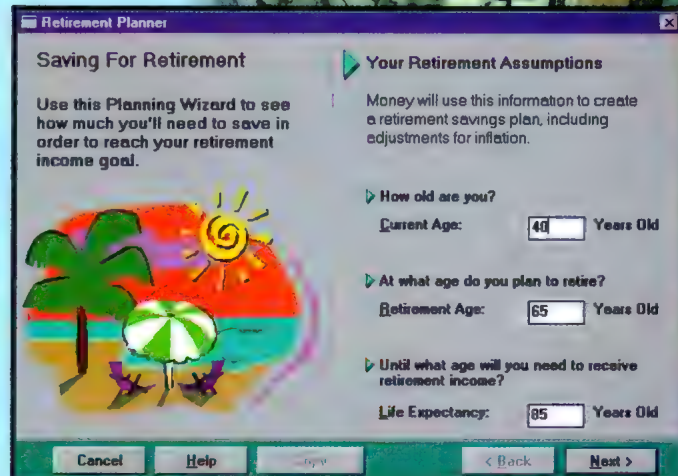 Retirement Planner
Saving For Retirement
Use this Planning Wizard to see
how much you'll need to save in
order to reach your retirement
income goal.
Your Retirement Assumptions
Money will use this information to create
a retirement savings plan, including
adjustments for inflation.
How old are you?
Current Age: 40 Years Old
At what age do you plan to retire?
Retirement Age: 65 Years Old
Until what age will you need to receive
retirement income?
Life Expectancy: 85 Years Old
Cancel Help < Back Next >